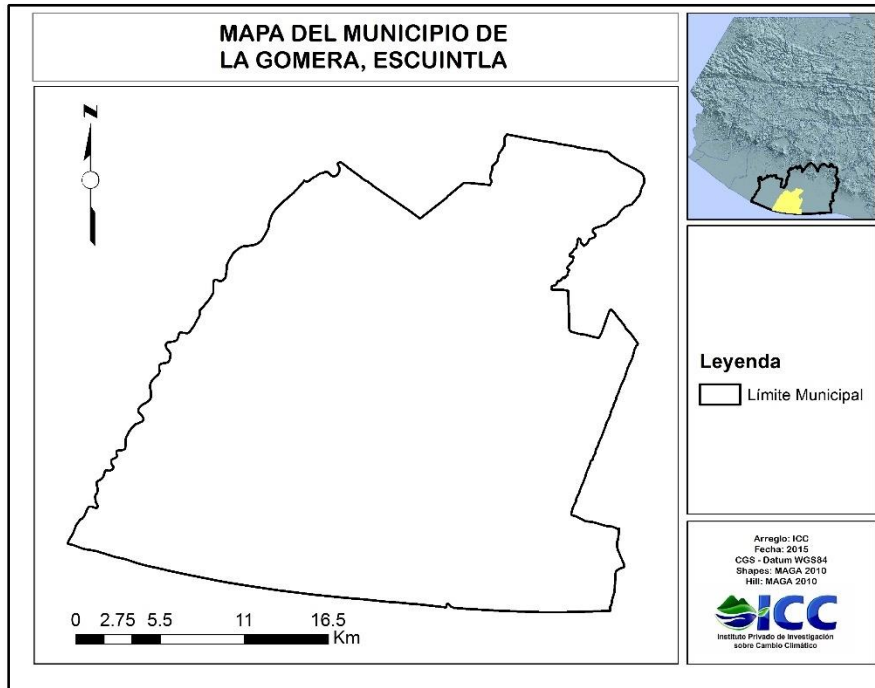 MAPA DEL MUNICIPIO DE
LA GOMERA, ESCUINTLA
N
0 2.75 5.5 11 16.5
Km
Leyenda
Límite Municipal
Arreglo: ICC
Fecha: 2015
CGS - Datum WGS84
Shapes: MAGA 2010
Hill: MAGA 2010
ICC
Instituto Privado de Investigación
sobre Cambio Climático